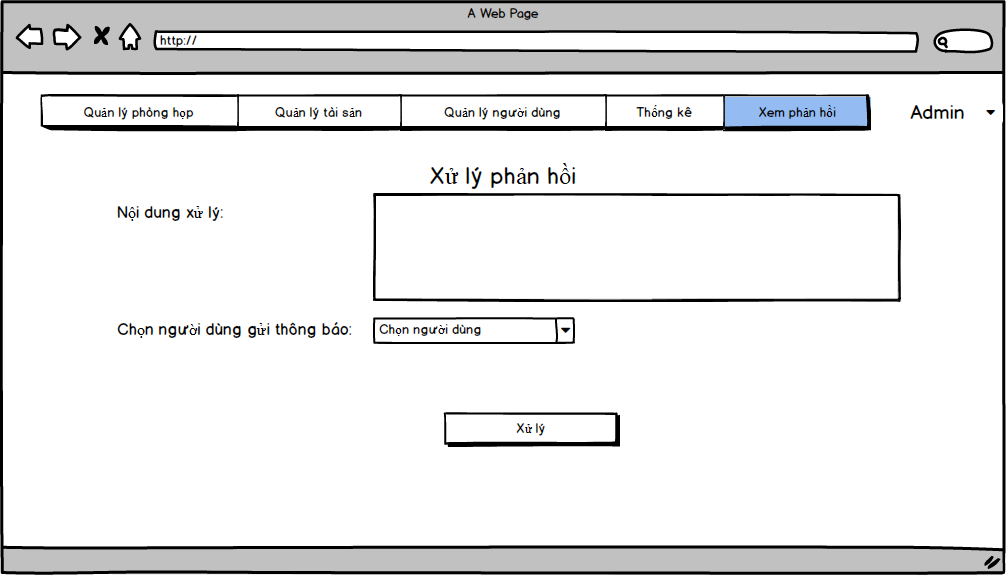 A Web Page
http://
Quản lý phòng họp Quản lý tài sản Quản lý người dùng Thống kê Xem phản hồi Admin
Xử lý phản hồi
Nội dung xử lý:
Chọn người dùng gửi thông báo: Chọn người dùng
Xử lý